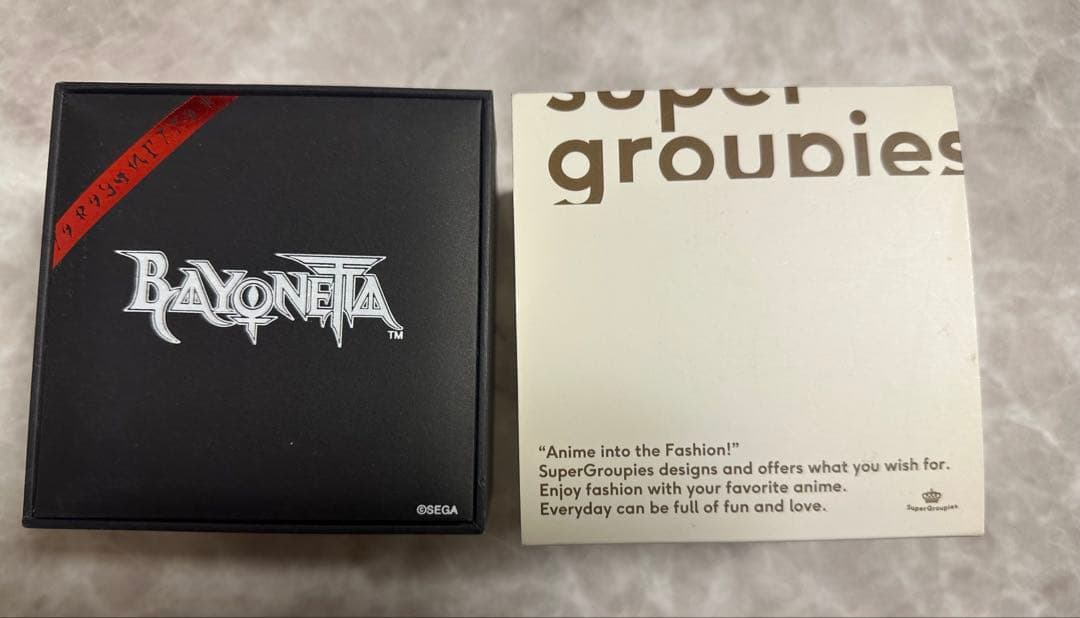 BAYONETTA
TM
©SEGA
super
groupies
“Anime into the Fashion!”
SuperGroupies designs and offers what you wish for.
Enjoy fashion with your favorite anime.
Everyday can be full of fun and love.
SuperGroupies